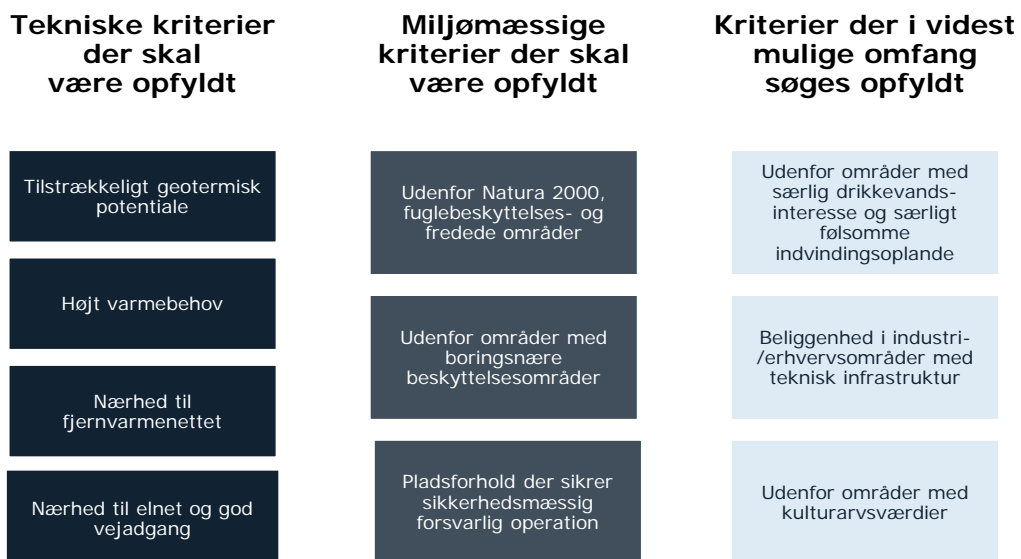 Tekniske kriterier
der skal
være opfyldt
Tilstrækkeligt geotermisk
potentiale
Højt varmebehov
Nærhed til
fjernvarmenettet
Nærhed til elnet og god
vejadgang
Miljømæssige
kriterier der skal
være opfyldt
Udenfor Natura 2000,
fuglebeskyttelses- og
fredede områder
Udenfor områder med
boringsnære
beskyttelsesområder
Pladsforhold der sikrer
sikkerhedsmæssig
forsvarlig operation
Kriterier der i videst
mulige omfang
søges opfyldt
Udenfor områder med
særlig drikkevands-
interesse og særligt
følsomme
indvindingsoplande
Beliggenhed i industri-
/erhvervsområder med
teknisk infrastruktur
Udenfor områder med
kulturarvsværdier